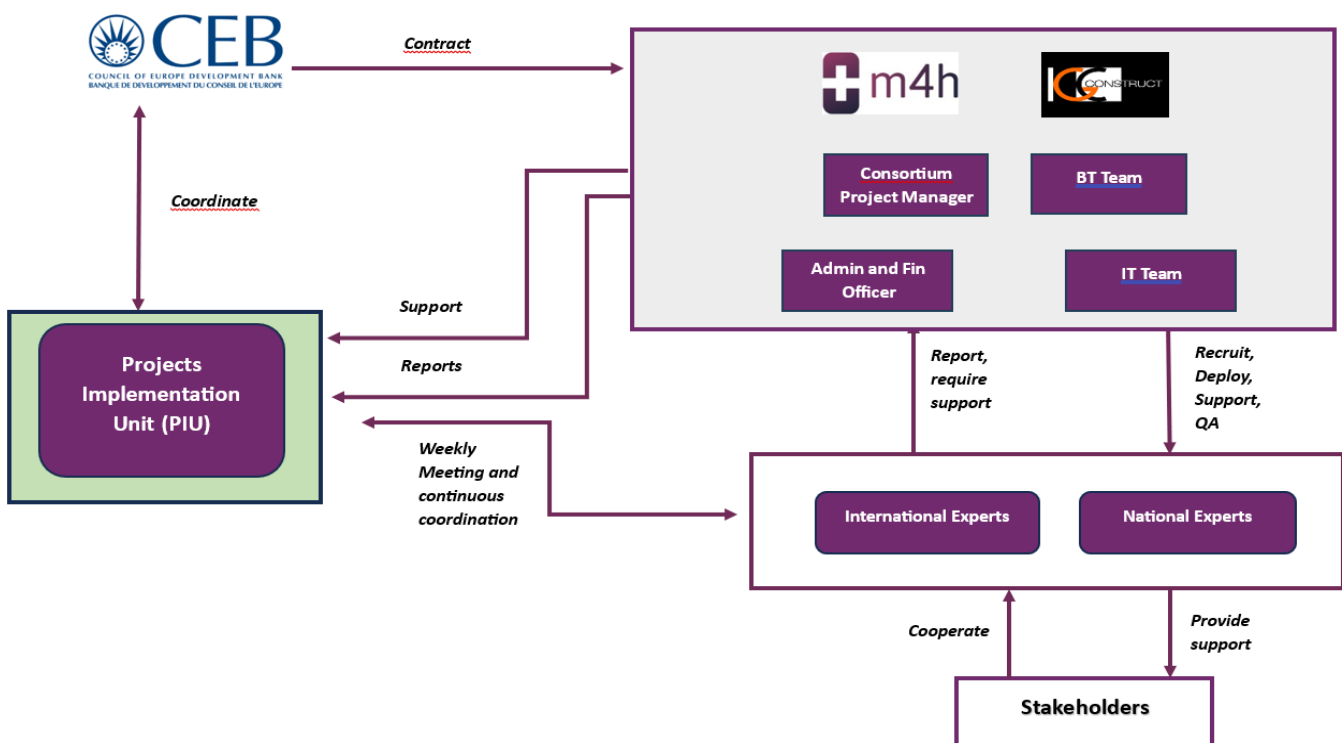 CEB
COUNCIL OF EUROPE DEVELOPMENT BANK
BANQUE DE DEVELOPPEMENT DU CONSEIL DE L'EUROPE
Contract
m4h
CONSTRUCT
Consortium
Project Manager
BT Team
Admin and Fin
Officer
IT Team
Coordinate
Support
Reports
Projects
Implementation
Unit (PIU)
Weekly
Meeting and
continuous
coordination
Report,
require
support
Recruit,
Deploy,
Support,
QA
International Experts
National Experts
Cooperate
Provide
support
Stakeholders